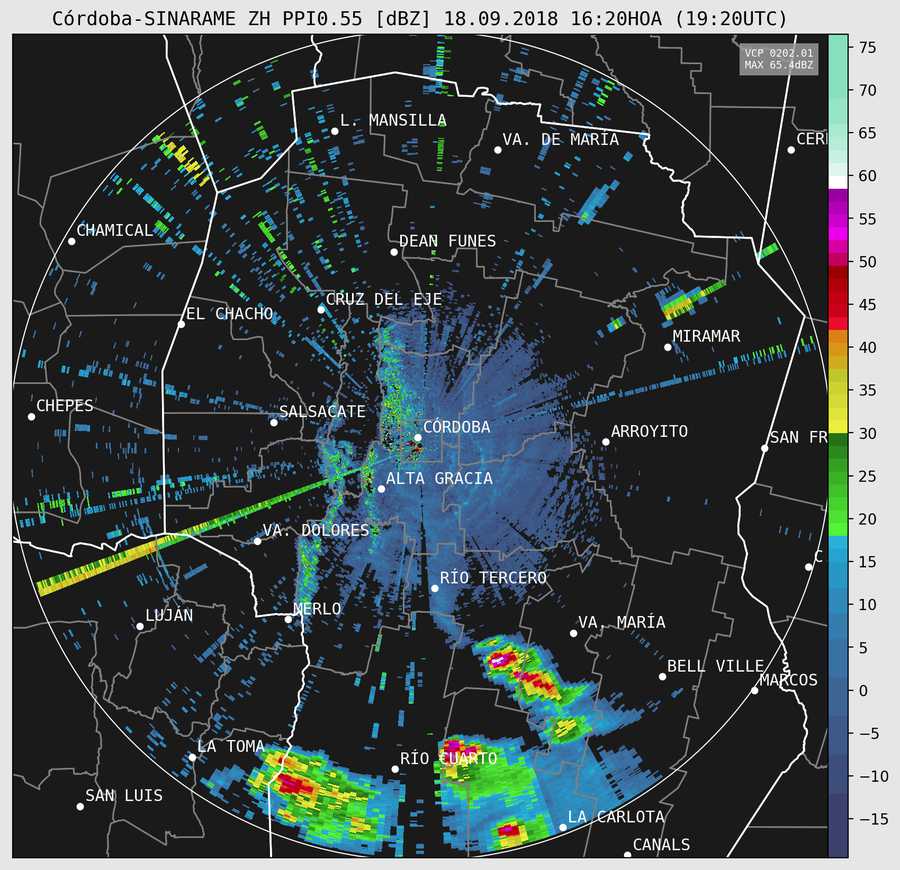 Córdoba-SINARAME ZH PPI0.55 [dBZ] 18.09.2018 16:20HOA (19:20UTC)
VCP 0202.01
MAX 65.4dBZ
75
70
65
60
55
50
45
40
35
30
25
20
15
10
5
0
−5
−10
−15
L. MANSILLA
VA. DE MARÍA
CER
CHAMICAL
DEAN FUNES
CRUZ DEL EJE
EL CHACHO
MIRAMAR
CHEPES
SALSACATE
CÓRDOBA
ARROYITO
SAN FR
ALTA GRACIA
VA. DOLORES
C
RÍO TERCERO
LUJÁN
MERLO
VA. MARÍA
BELL VILLE
MARCOS
LA TOMA
RÍO CUARTO
SAN LUIS
LA CARLOTA
CANALS